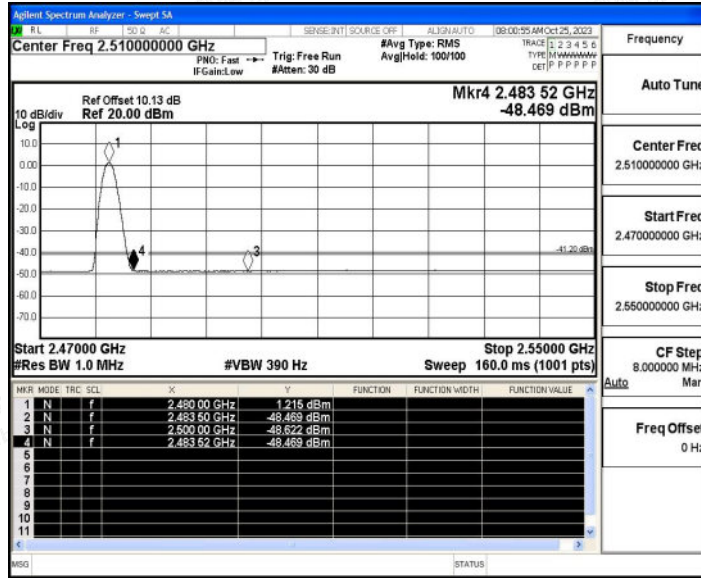 Agilent Spectrum Analyzer - Swept SA
RL RF 50 Ω AC SENSE:INT SOURCE OFF ALIGNAUTO 08:00:55 AM Oct 25, 2023
Center Freq 2.510000000 GHz
PNO: Fast
IFGain:Low
Trig: Free Run
#Atten: 30 dB
#Avg Type: RMS
Avg|Hold: 100/100
TRACE 1 2 3 4 5 6
TYPE MWWWWW
DET P P P P P P
Ref Offset 10.13 dB
10 dB/div Ref 20.00 dBm
Log
Mkr4 2.483 52 GHz
-48.469 dBm
10.0
0.00
-10.0
-20.0
-30.0
-40.0
-50.0
-60.0
-70.0
1
4
3
-41.20 dBm
Start 2.47000 GHz Stop 2.55000 GHz
#Res BW 1.0 MHz #VBW 390 Hz Sweep 160.0 ms (1001 pts)
MKR MODE TRC SCL X Y FUNCTION FUNCTION WIDTH FUNCTION VALUE
1 N f 2.480 00 GHz 1.215 dBm
2 N f 2.483 50 GHz -48.469 dBm
3 N f 2.500 00 GHz -48.622 dBm
4 N f 2.483 52 GHz -48.469 dBm
5
6
7
8
9
10
11
MSG STATUS
Frequency
Auto Tune
Center Freq
2.510000000 GHz
Start Freq
2.470000000 GHz
Stop Freq
2.550000000 GHz
CF Step
8.000000 MHz
Auto Man
Freq Offset
0 Hz